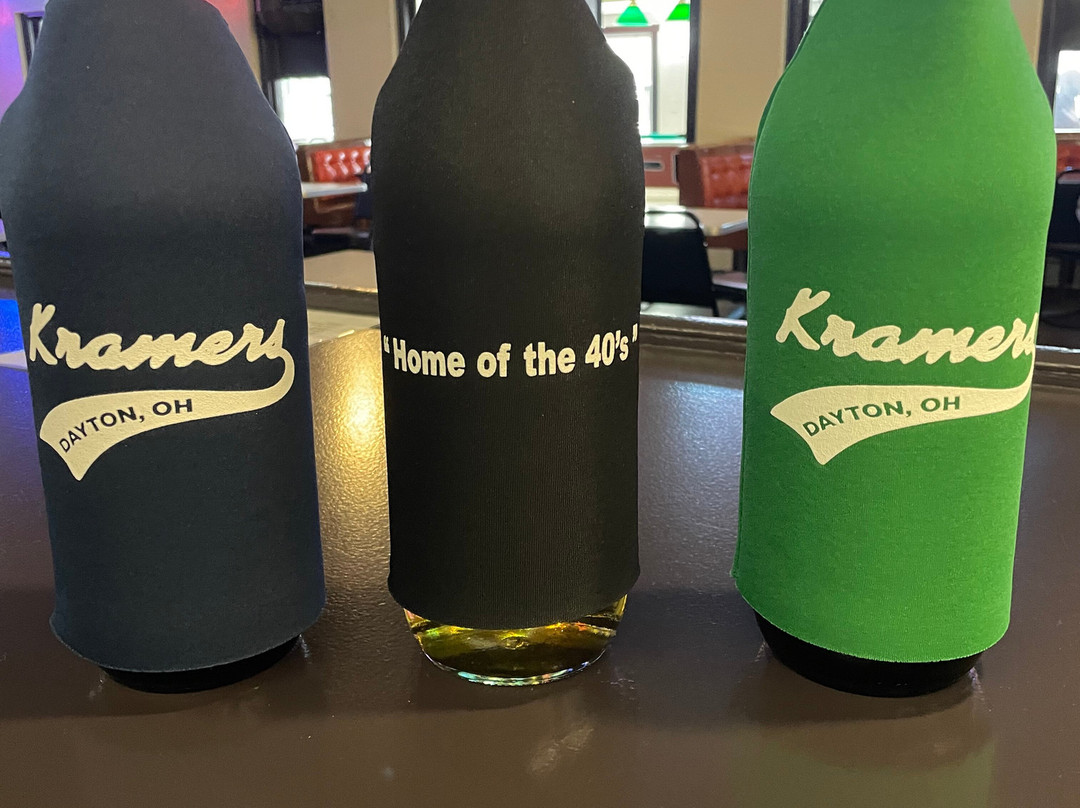 Kramers
DAYTON, OH
"Home of the 40's"
Kramers
DAYTON, OH